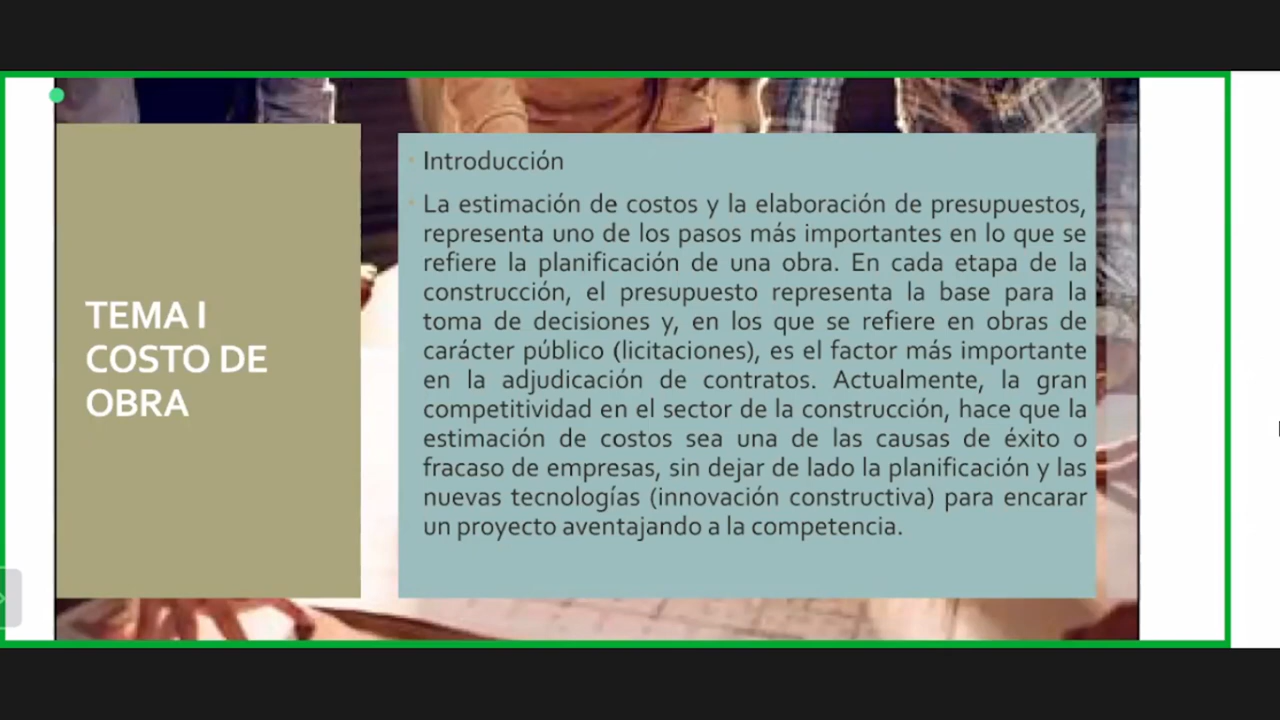 TEMA I
COSTO DE
OBRA
Introducción
La estimación de costos y la elaboración de presupuestos,
representa uno de los pasos más importantes en lo que se
refiere la planificación de una obra. En cada etapa de la
construcción, el presupuesto representa la base para la
toma de decisiones y, en los que se refiere en obras de
carácter público (licitaciones), es el factor más importante
en la adjudicación de contratos. Actualmente, la gran
competitividad en el sector de la construcción, hace que la
estimación de costos sea una de las causas de éxito o
fracaso de empresas, sin dejar de lado la planificación y las
nuevas tecnologías (innovación constructiva) para encarar
un proyecto aventajando a la competencia.